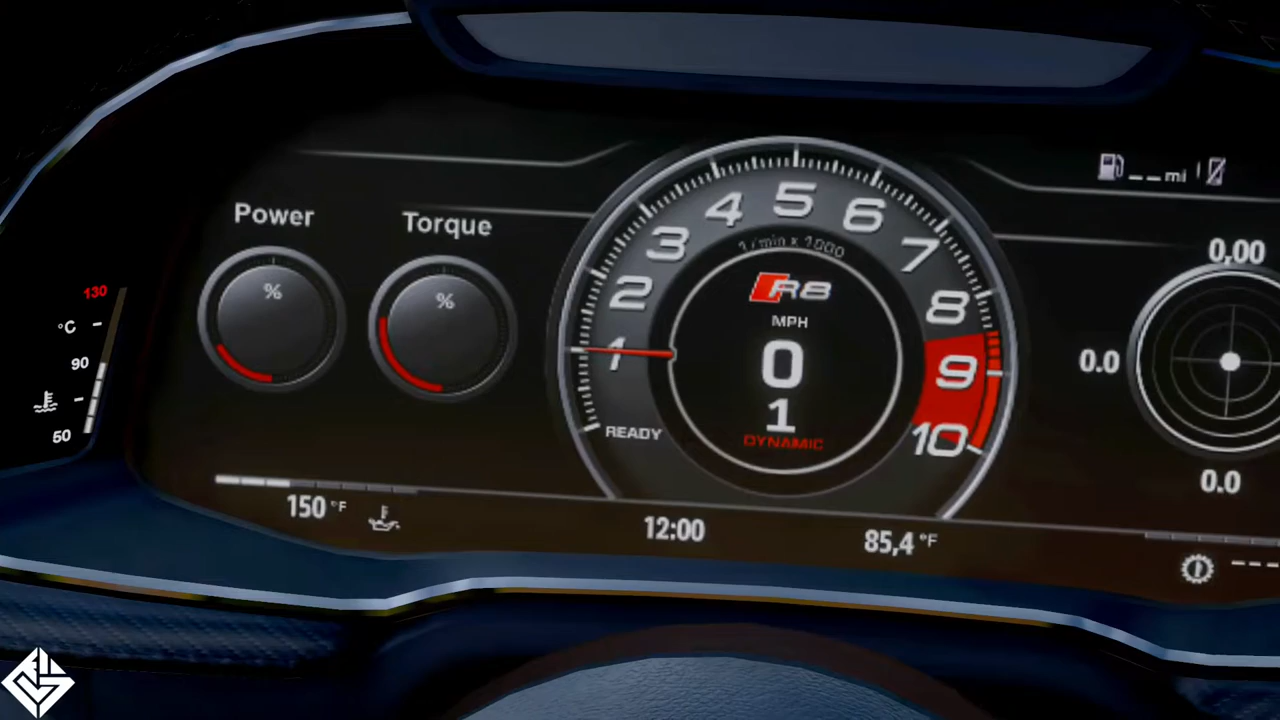 Power
Torque
%
%
130
°C
90
50
1
2
3
4
5
6
7
8
9
10
1/min x 1000
R8
MPH
0
1
DYNAMIC
READY
--mi
0,00
0.0
0.0
150 °F
12:00
85,4 °F
---